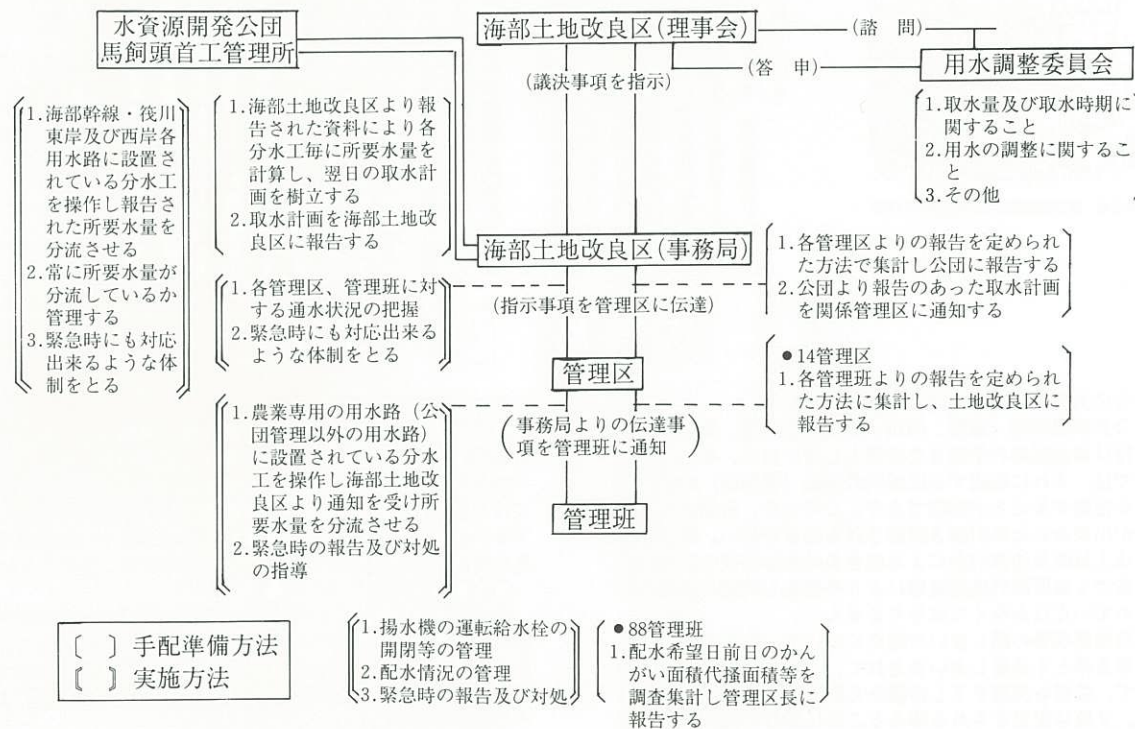 水資源開発公団
馬飼頭首工管理所
海部土地改良区(理事会)
(諮　問)
(答　申)
用水調整委員会
(議決事項を指示)
1.取水量及び取水時期に
関すること
2.用水の調整に関するこ
と
3.その他
1.海部幹線・筏川
東岸及び西岸各
用水路に設置さ
れている分水工
を操作し報告さ
れた所要水量を
分流させる
2.常に所要水量が
分流しているか
管理する
3.緊急時にも対応
出来るような体
制をとる
1.海部土地改良区より報
告された資料により各
分水工毎に所要水量を
計算し、翌日の取水計
画を樹立する
2.取水計画を海部土地改
良区に報告する
海部土地改良区(事務局)
1.各管理区よりの報告を定められ
た方法で集計し公団に報告する
2.公団より報告のあった取水計画
を関係管理区に通知する
1.各管理区、管理班に対
する通水状況の把握
2.緊急時にも対応出来る
ような体制をとる
(指示事項を管理区に伝達)
管理区
●14管理区
1.各管理班よりの報告を定められ
た方法に集計し、土地改良区に
報告する
1.農業専用の用水路（公
団管理以外の用水路）
に設置されている分水
工を操作し海部土地改
良区より通知を受け所
要水量を分流させる
2.緊急時の報告及び対処
の指導
(事務局よりの伝達事
項を管理班に通知)
管理班
1.揚水機の運転給水栓の
開閉等の管理
2.配水情況の管理
3.緊急時の報告及び対処
●88管理班
1.配水希望日前日のかん
がい面積代掻面積等を
調査集計し管理区長に
報告する
〔　〕手配準備方法
〚　〛実施方法